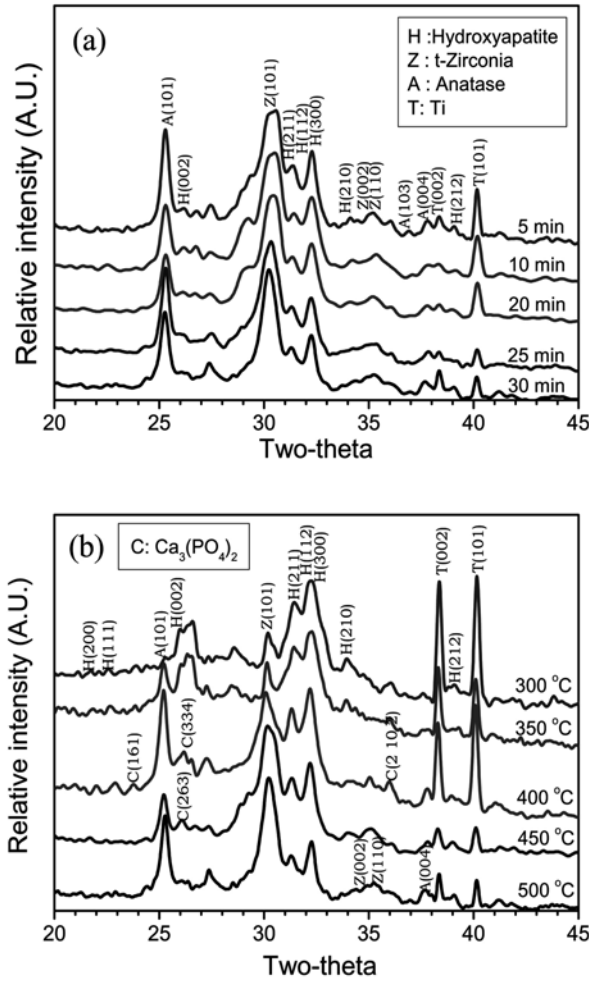 (a)
H :Hydroxyapatite
Z : t-Zirconia
A : Anatase
T: Ti
A(101)
H(002)
Z(101)
H(211)
H(112)
H(300)
H(210)
Z(002)
Z(110)
A(103)
A(004)
T(002)
H(212)
T(101)
5 min
10 min
20 min
25 min
30 min
Relative intensity (A.U.)
20 25 30 35 40 45
Two-theta
(b)
C: Ca3(PO4)2
H(200)
H(111)
A(101)
H(002)
Z(101)
H(211)
H(112)
H(300)
H(210)
T(002)
H(212)
T(101)
C(161)
C(334)
C(263)
C(2 10 2)
Z(002)
Z(110)
A(004)
300 °C
350 °C
400 °C
450 °C
500 °C
Relative intensity (A.U.)
20 25 30 35 40 45
Two-theta